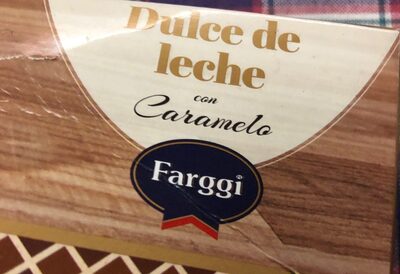 Dulce de
leche
con
Caramelo
Farggi